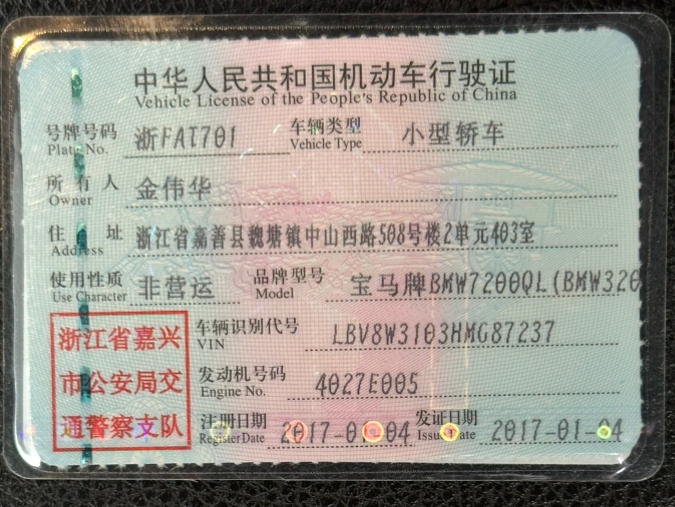 中华人民共和国机动车行驶证
Vehicle License of the People's Republic of China
号牌号码 浙FAT701 车辆类型 小型轿车
Plate No. Vehicle Type
所有人 金伟华
Owner
住址 浙江省嘉善县魏塘镇中山西路508号楼2单元403室
Address
使用性质 非营运 品牌型号 宝马牌BMW7200QL(BMW320
Use Character Model
浙江省嘉兴
市公安局交
通警察支队
车辆识别代号 LBV8W3103HMG87237
VIN
发动机号码 4027E005
Engine No.
注册日期 2017-01-04 发证日期 2017-01-04
Register Date Issue Date